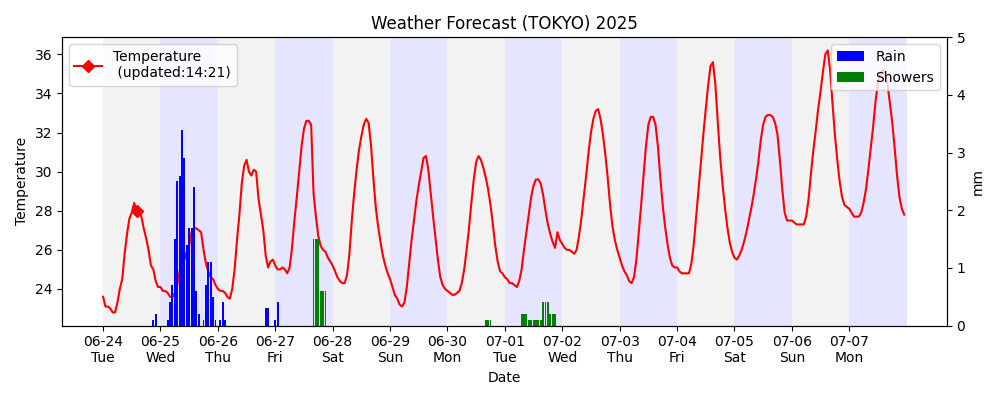 Weather Forecast (TOKYO) 2025
Temperature
(updated:14:21)
Rain
Showers
Temperature
36
34
32
30
28
26
24
5
4
3
2
1
0
mm
06-24 06-25 06-26 06-27 06-28 06-29 06-30 07-01 07-02 07-03 07-04 07-05 07-06 07-07
Tue Wed Thu Fri Sat Sun Mon Tue Wed Thu Fri Sat Sun Mon
Date